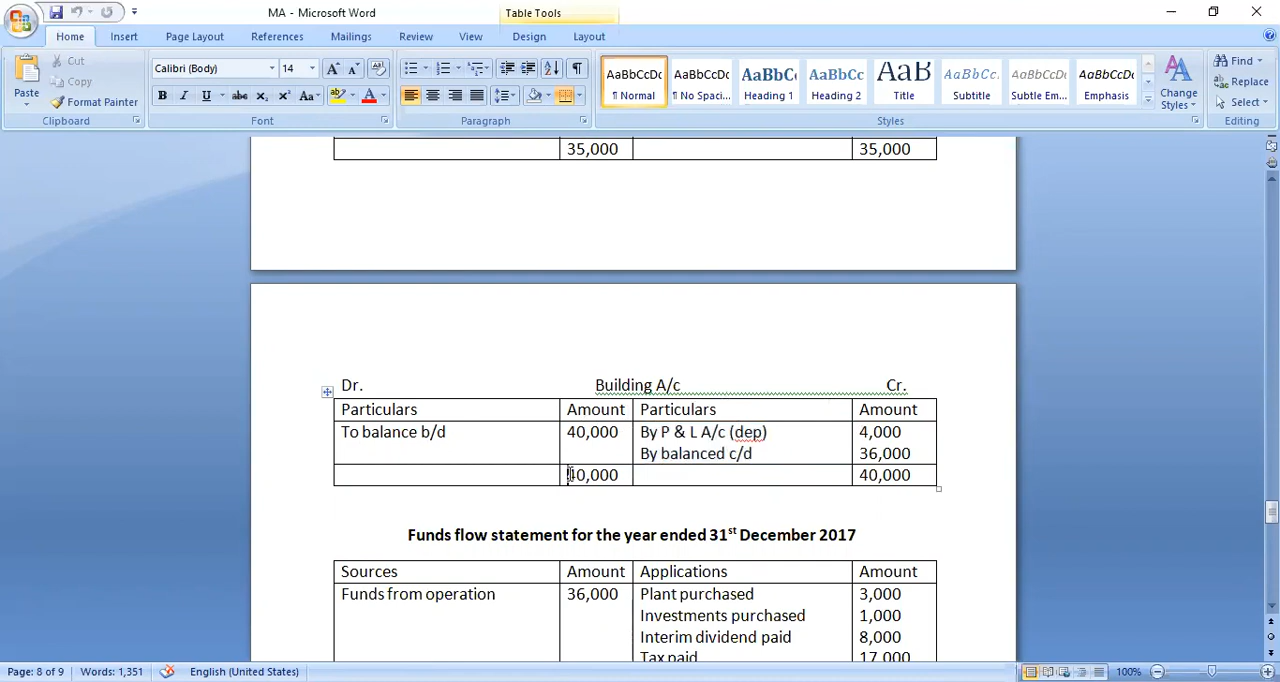 MA - Microsoft Word
Table Tools
Home Insert Page Layout References Mailings Review View Design Layout
Paste
Cut
Copy
Format Painter
Clipboard
Calibri (Body) 14
Font
Paragraph
AaBbCcDc AaBbCcDc AaBbC AaBbCc AaB AaBbCc. AaBbCcDc AaBbCcDc
¶ Normal ¶ No Spaci... Heading 1 Heading 2 Title Subtitle Subtle Em... Emphasis
Change Styles
Styles
Find
Replace
Select
Editing
35,000 35,000
Dr. Building A/c Cr.
Particulars Amount Particulars Amount
To balance b/d 40,000 By P & L A/c (dep) 4,000
By balanced c/d 36,000
40,000 40,000
Funds flow statement for the year ended 31st December 2017
Sources Amount Applications Amount
Funds from operation 36,000 Plant purchased 3,000
Investments purchased 1,000
Interim dividend paid 8,000
Tax paid 17,000
Page: 8 of 9 Words: 1,351 English (United States) 100%